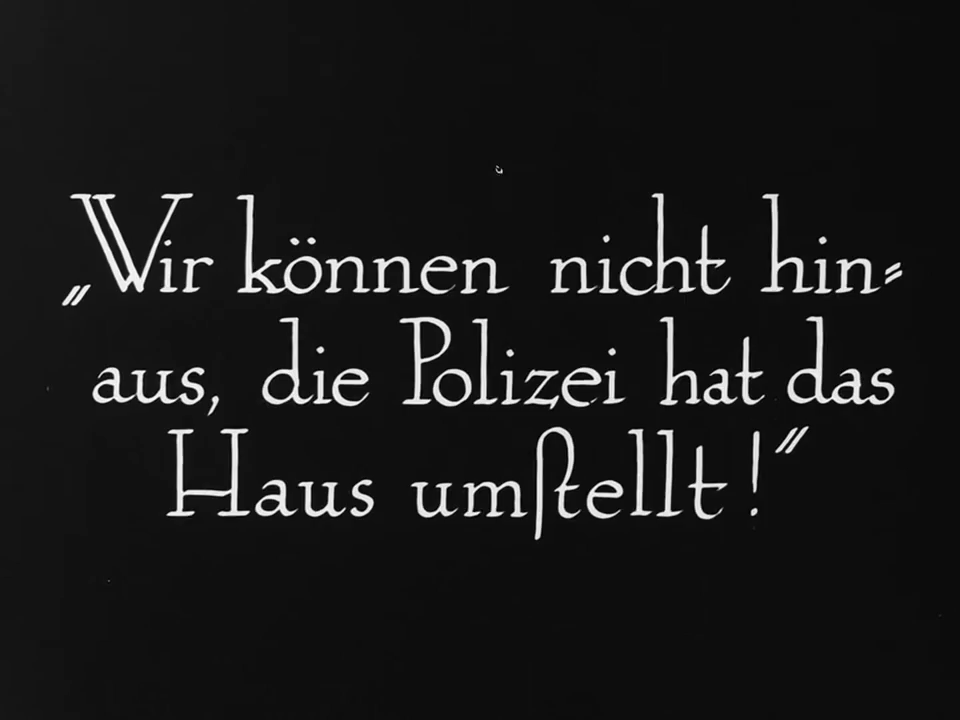 „Wir können nicht hin⸗
aus, die Polizei hat das
Haus umſtellt!“